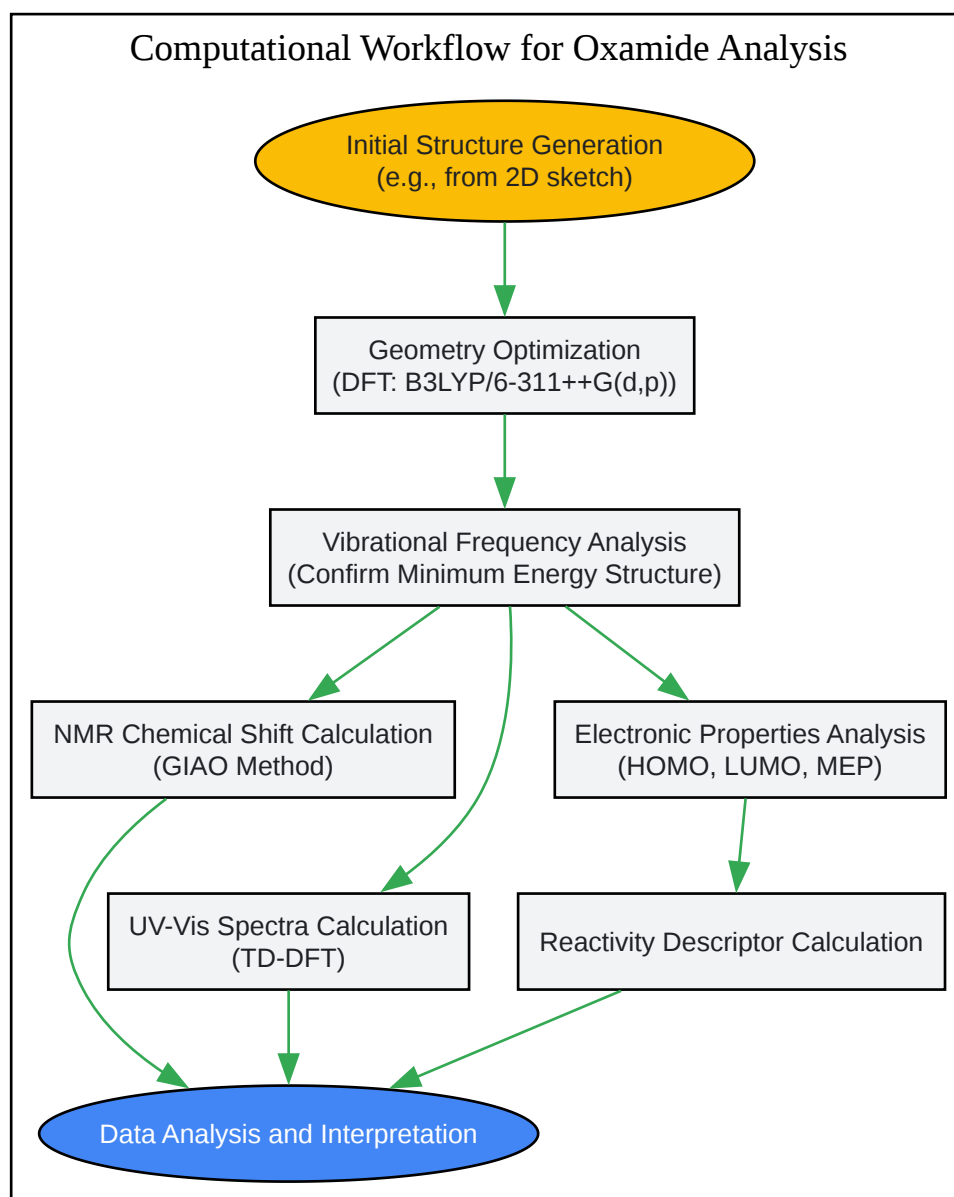 Computational Workflow for Oxamide Analysis
Initial Structure Generation
(e.g., from 2D sketch)
Geometry Optimization
(DFT: B3LYP/6-311++G(d,p))
Vibrational Frequency Analysis
(Confirm Minimum Energy Structure)
NMR Chemical Shift Calculation
(GIAO Method)
Electronic Properties Analysis
(HOMO, LUMO, MEP)
UV-Vis Spectra Calculation
(TD-DFT)
Reactivity Descriptor Calculation
Data Analysis and Interpretation